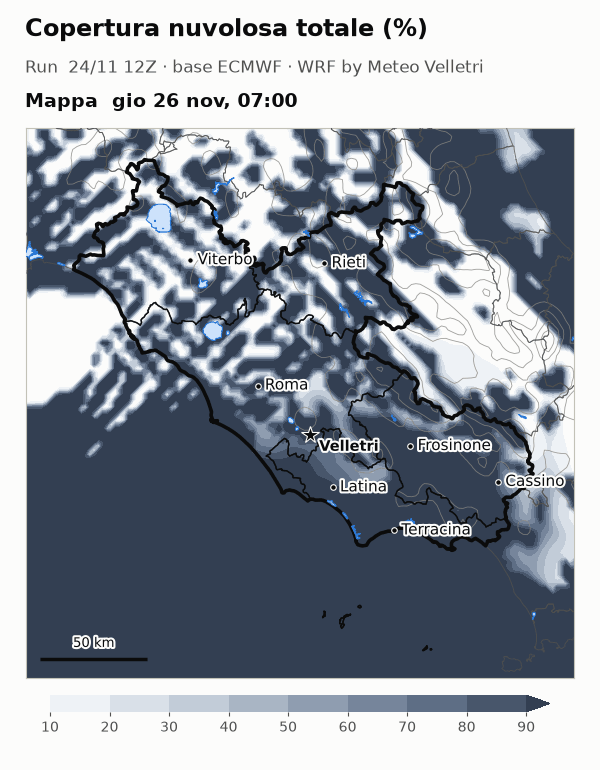 Copertura nuvolosa totale (%)
Run 24/11 12Z · base ECMWF · WRF by Meteo Velletri
Mappa gio 26 nov, 07:00
Viterbo
Rieti
Roma
Velletri
Frosinone
Cassino
Latina
Terracina
50 km
10 20 30 40 50 60 70 80 90